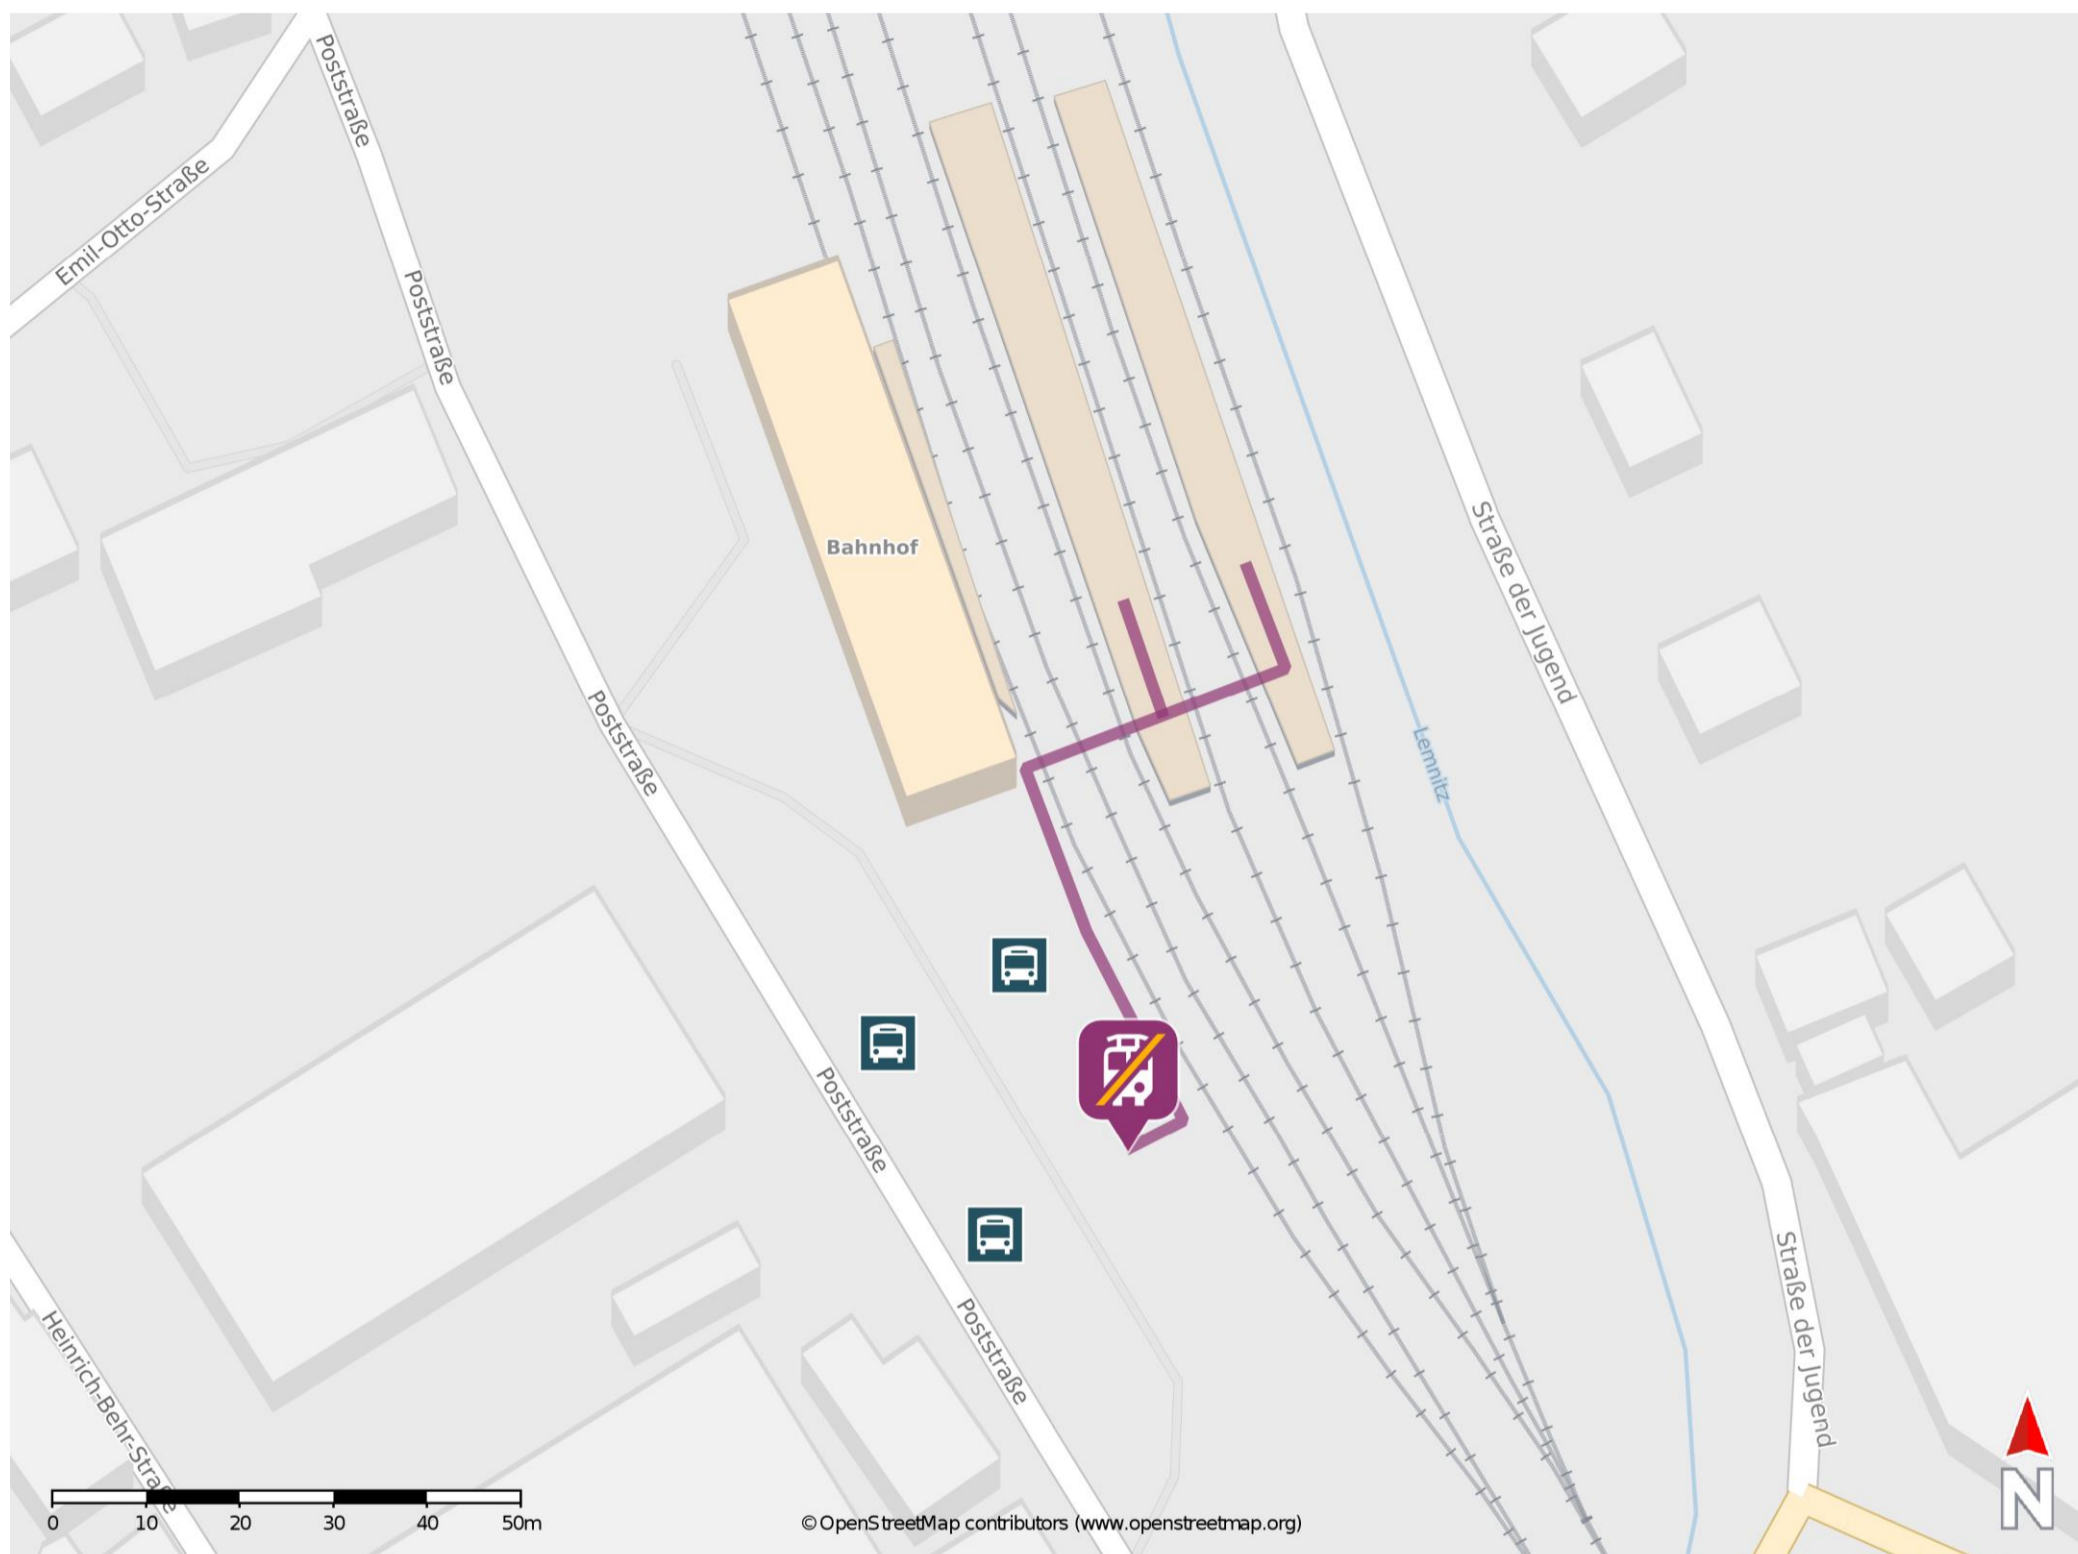 Poststraße
Emil-Otto-Straße
Poststraße
Bahnhof
Straße der Jugend
Poststraße
Lemnitz
Poststraße
Straße der Jugend
Poststraße
Heinrich-Behr-Straße
0 10 20 30 40 50m
© OpenStreetMap contributors (www.openstreetmap.org)
N